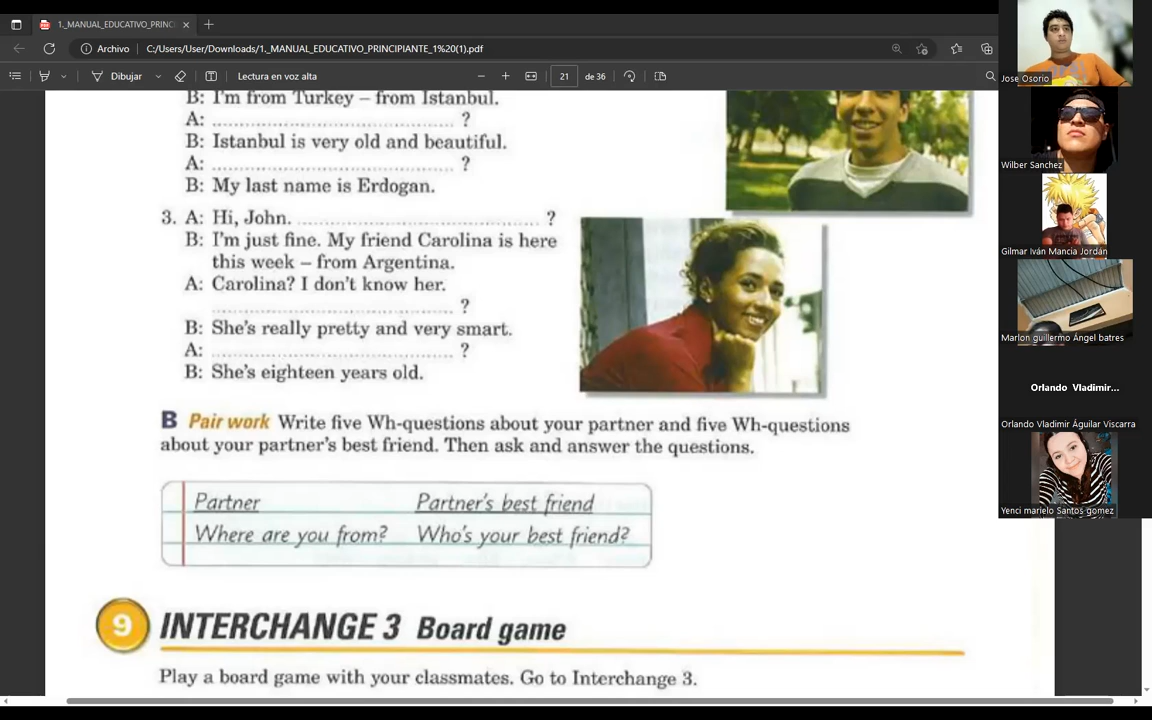 1._MANUAL_EDUCATIVO_PRINC
Archivo
C:/Users/User/Downloads/1._MANUAL_EDUCATIVO_PRINCIPIANTE_1%20(1).pdf
Dibujar
Lectura en voz alta
21
de 36
B: I'm from Turkey – from Istanbul.
A: ........................................ ?
B: Istanbul is very old and beautiful.
A: ........................................ ?
B: My last name is Erdogan.
3. A: Hi, John. ........................................ ?
B: I'm just fine. My friend Carolina is here
this week – from Argentina.
A: Carolina? I don't know her.
........................................ ?
B: She's really pretty and very smart.
A: ........................................ ?
B: She's eighteen years old.
B Pair work Write five Wh-questions about your partner and five Wh-questions
about your partner's best friend. Then ask and answer the questions.
Partner Partner's best friend
Where are you from? Who's your best friend?
9 INTERCHANGE 3 Board game
Play a board game with your classmates. Go to Interchange 3.
Jose Osorio
Wilber Sanchez
Gilmar Iván Mancia Jordán
Marlon guillermo Ángel batres
Orlando Vladimir...
Orlando Vladimir Águilar Viscarra
Yenci marielo Santos gomez